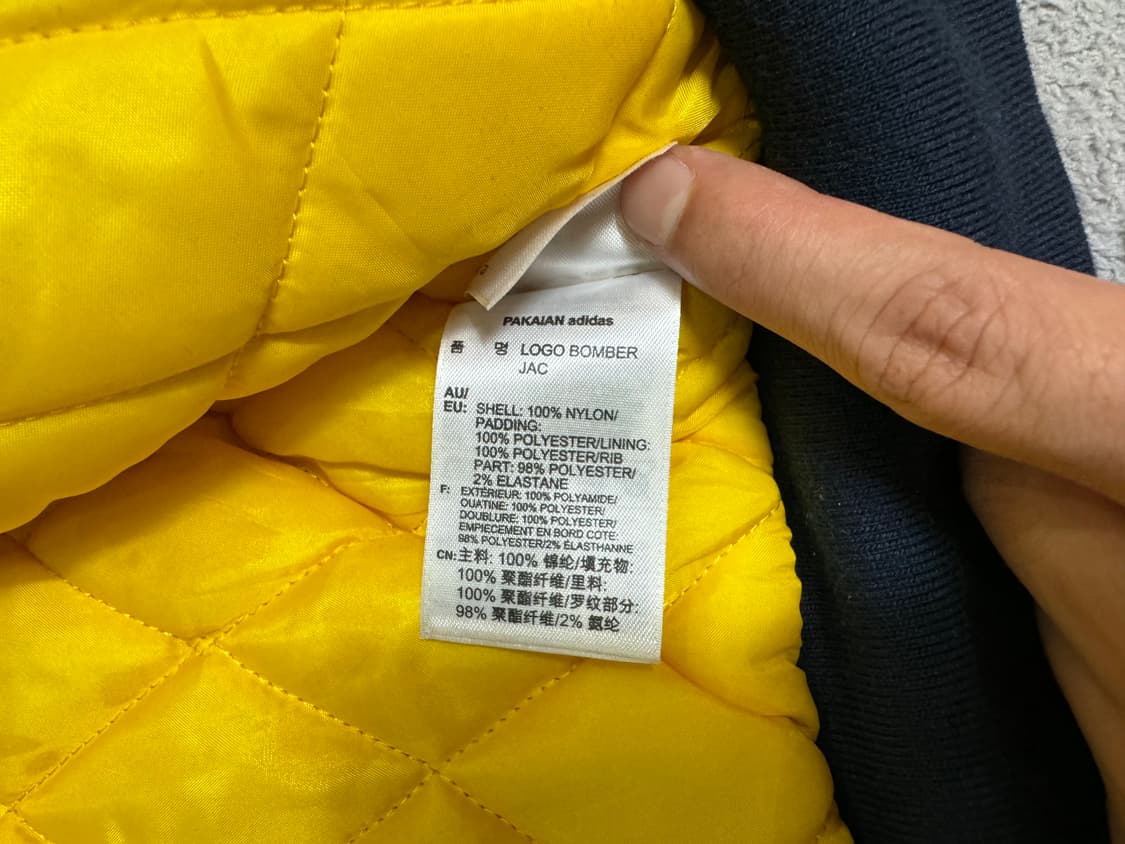 PAKAIAN adidas
품 명 LOGO BOMBER
JAC
AU/
EU: SHELL: 100% NYLON/
PADDING:
100% POLYESTER/LINING:
100% POLYESTER/RIB
PART: 98% POLYESTER/
2% ELASTANE
F: EXTÉRIEUR: 100% POLYAMIDE/
OUATINE: 100% POLYESTER/
DOUBLURE: 100% POLYESTER/
EMPIECEMENT EN BORD COTE:
98% POLYESTER/2% ÉLASTHANNE
CN: 主料: 100% 锦纶/填充物:
100% 聚酯纤维/里料:
100% 聚酯纤维/罗纹部分:
98% 聚酯纤维/2% 氨纶